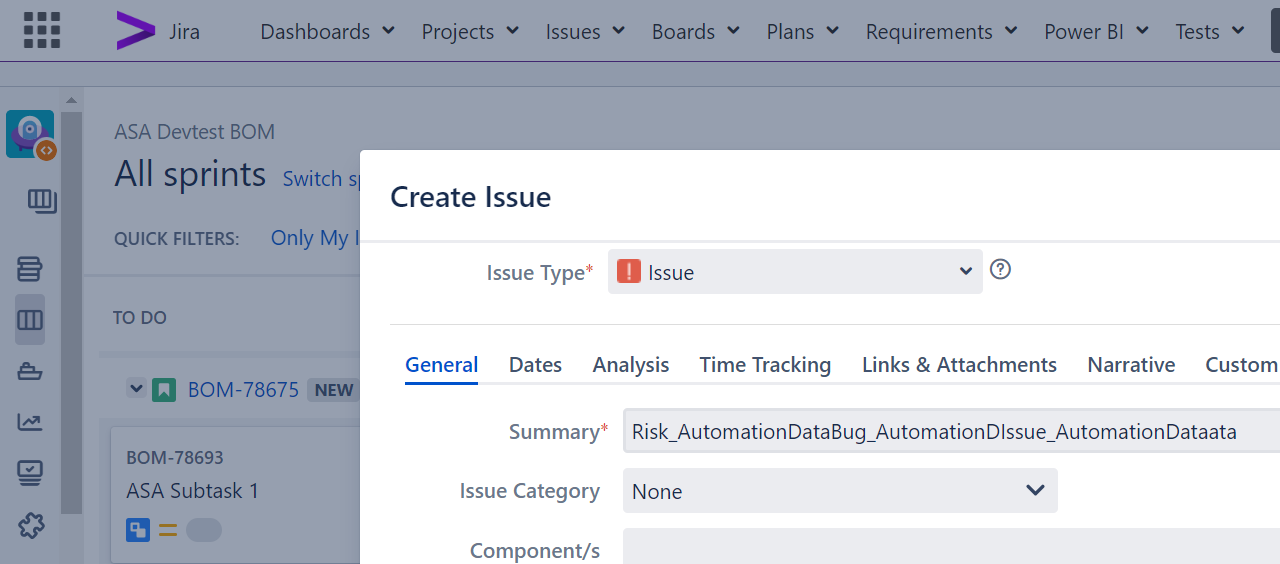 Jira Dashboards Projects Issues Boards Plans Requirements Power BI Tests
ASA Devtest BOM
All sprints Switch
QUICK FILTERS: Only My
Create Issue
Issue Type* Issue
TO DO
General Dates Analysis Time Tracking Links & Attachments Narrative Custom
BOM-78675 NEW
Summary* Risk_AutomationDataBug_AutomationDIssue_AutomationDataata
BOM-78693
ASA Subtask 1
Issue Category None
Component/s